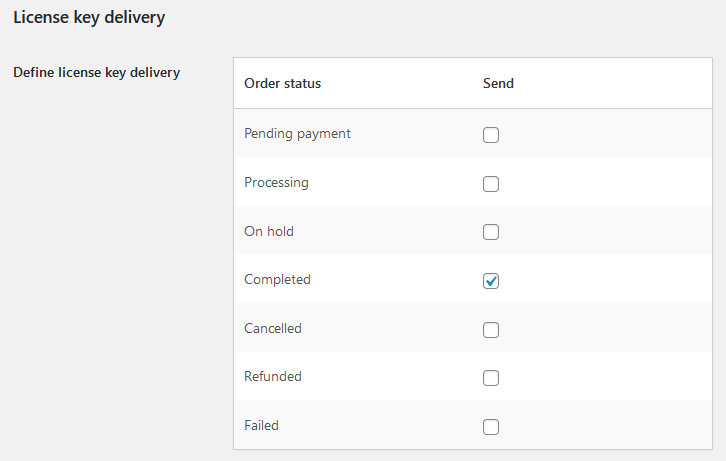 License key delivery
Define license key delivery
Order status Send
Pending payment
Processing
On hold
Completed
Cancelled
Refunded
Failed